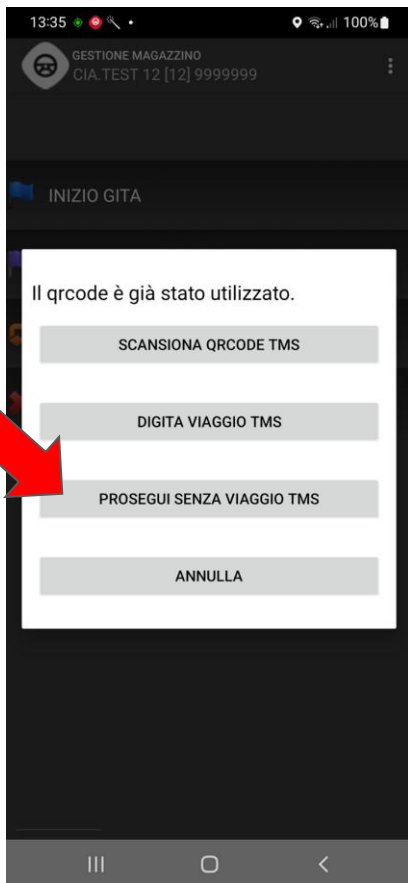 13:35 100%
GESTIONE MAGAZZINO
CIA.TEST 12 [12] 9999999
INIZIO GITA
Il qrcode è già stato utilizzato.
SCANSIONA QRCODE TMS
DIGITA VIAGGIO TMS
PROSEGUI SENZA VIAGGIO TMS
ANNULLA